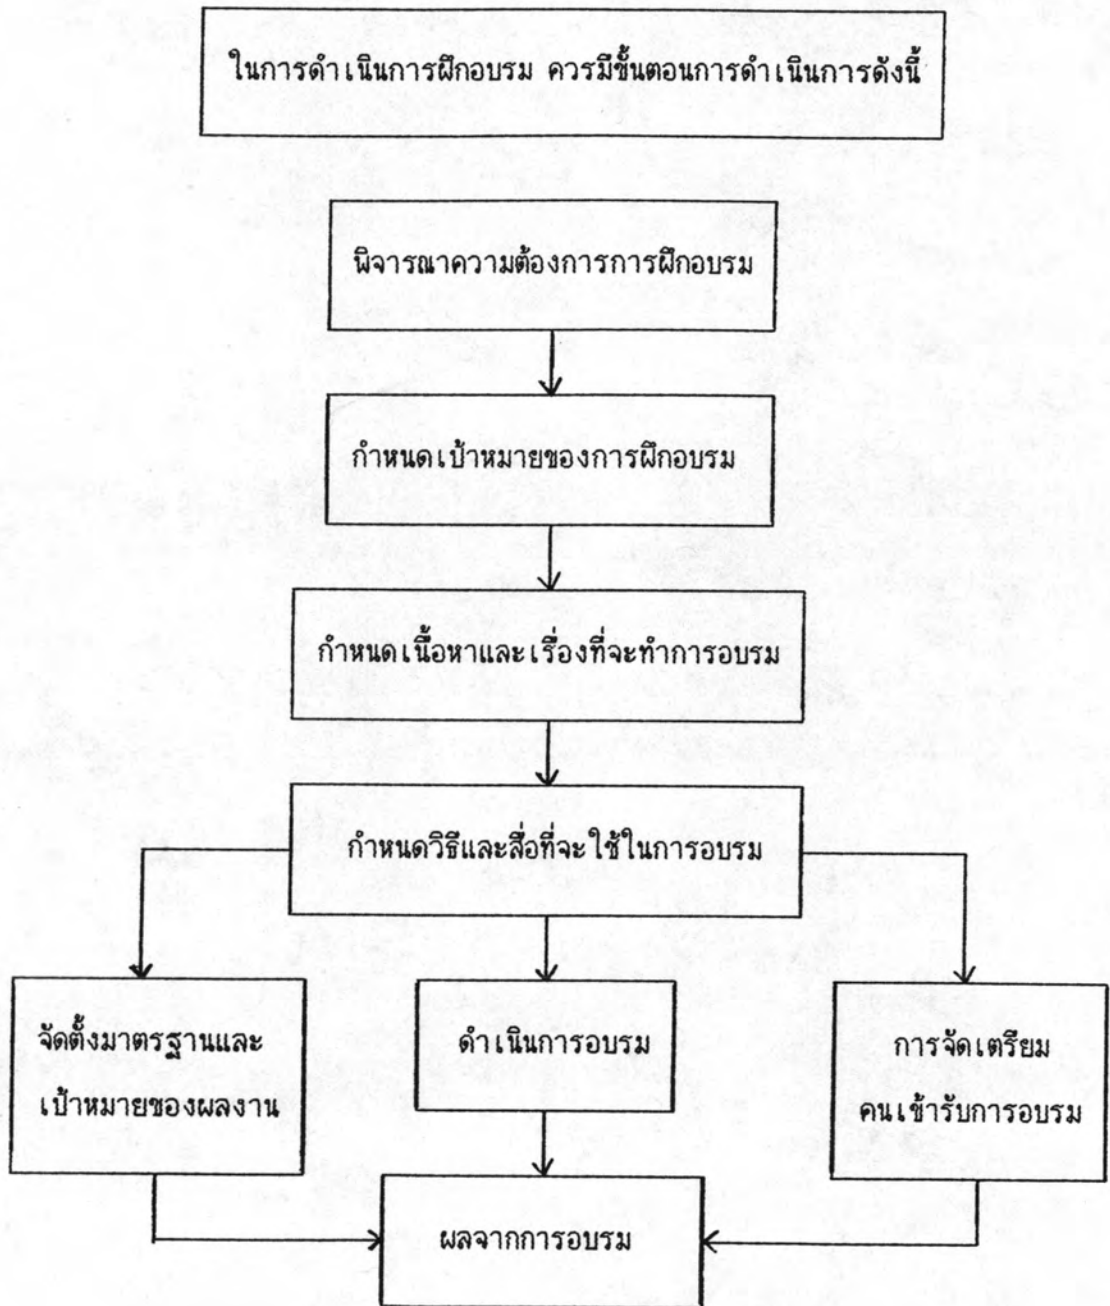 ในการดำเนินการฝึกอบรม ควรมีขั้นตอนการดำเนินการดังนี้
พิจารณาความต้องการการฝึกอบรม
กำหนดเป้าหมายของการฝึกอบรม
กำหนดเนื้อหาและเรื่องที่จะทำการอบรม
กำหนดวิธีและสื่อที่จะใช้ในการอบรม
จัดตั้งมาตรฐานและ
เป้าหมายของผลงาน
ดำเนินการอบรม
การจัดเตรียม
คนเข้ารับการอบรม
ผลจากการอบรม